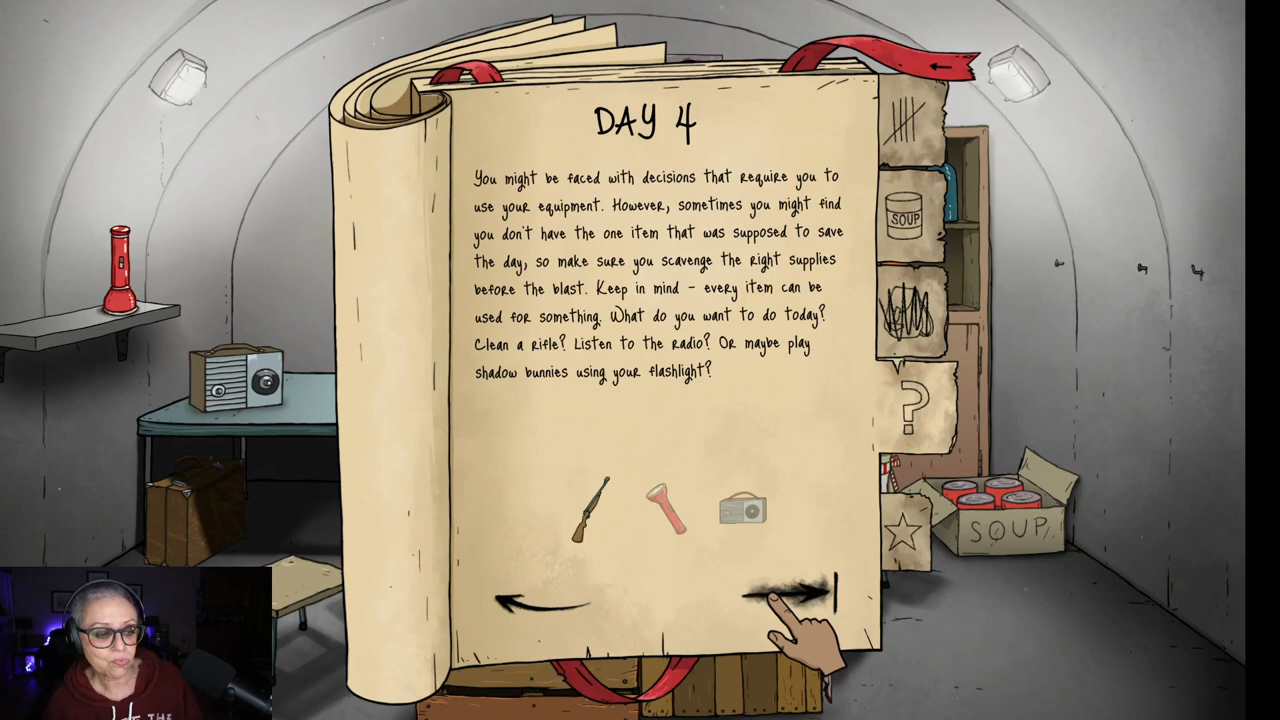 DAY 4
You might be faced with decisions that require you to
use your equipment. However, sometimes you might find
you don't have the one item that was supposed to save
the day, so make sure you scavenge the right supplies
before the blast. Keep in mind - every item can be
used for something. What do you want to do today?
Clean a rifle? Listen to the radio? Or maybe play
shadow bunnies using your flashlight?
SOUP
?
SOUP
THE